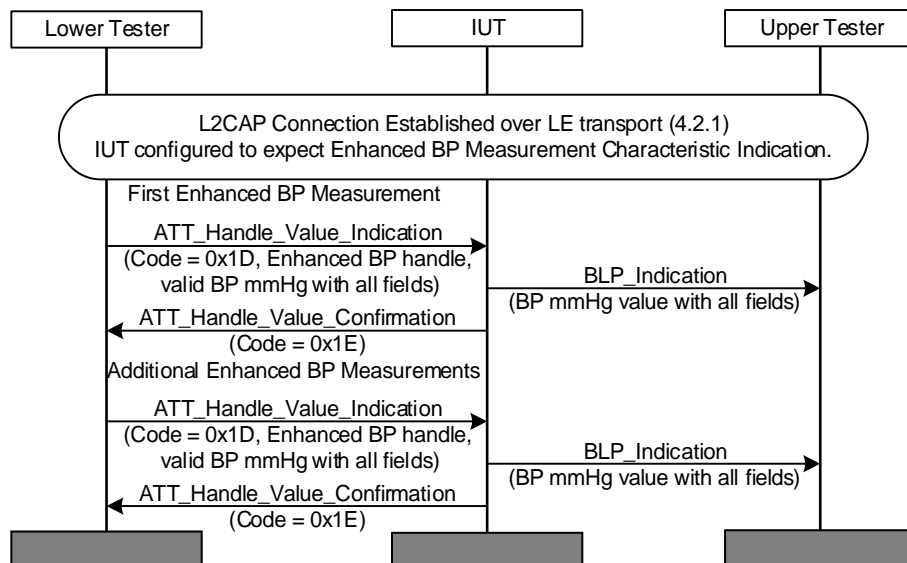 Lower Tester
IUT
Upper Tester
L2CAP Connection Established over LE transport (4.2.1)
IUT configured to expect Enhanced BP Measurement Characteristic Indication.
First Enhanced BP Measurement
ATT_Handle_Value_Indication
(Code = 0x1D, Enhanced BP handle,
valid BP mmHg with all fields)
BLP_Indication
(BP mmHg value with all fields)
ATT_Handle_Value_Confirmation
(Code = 0x1E)
Additional Enhanced BP Measurements
ATT_Handle_Value_Indication
(Code = 0x1D, Enhanced BP handle,
valid BP mmHg with all fields)
BLP_Indication
(BP mmHg value with all fields)
ATT_Handle_Value_Confirmation
(Code = 0x1E)